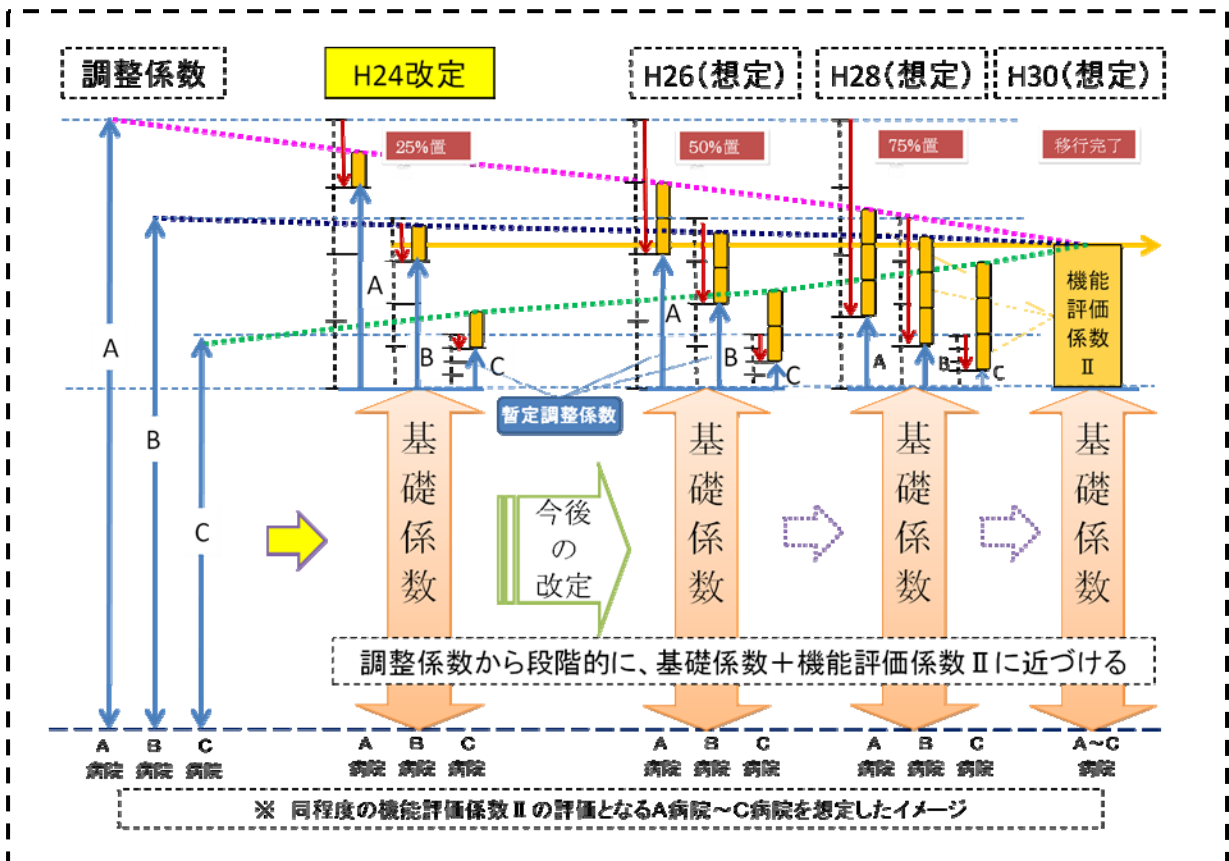 調整係数
H24改定
H26(想定)
H28(想定)
H30(想定)
25%置
50%置
75%置
移行完了
A
B
C
A
B
C
A
B
C
A
B
C
機能
評価
係数
Ⅱ
暫定調整係数
基礎係数
今後
の
改定
基礎係数
基礎係数
基礎係数
調整係数から段階的に、基礎係数+機能評価係数Ⅱに近づける
A
病院
B
病院
C
病院
A
病院
B
病院
C
病院
A
病院
B
病院
C
病院
A
病院
B
病院
C
病院
A~C
病院
※ 同程度の機能評価係数Ⅱの評価となるA病院~C病院を想定したイメージ